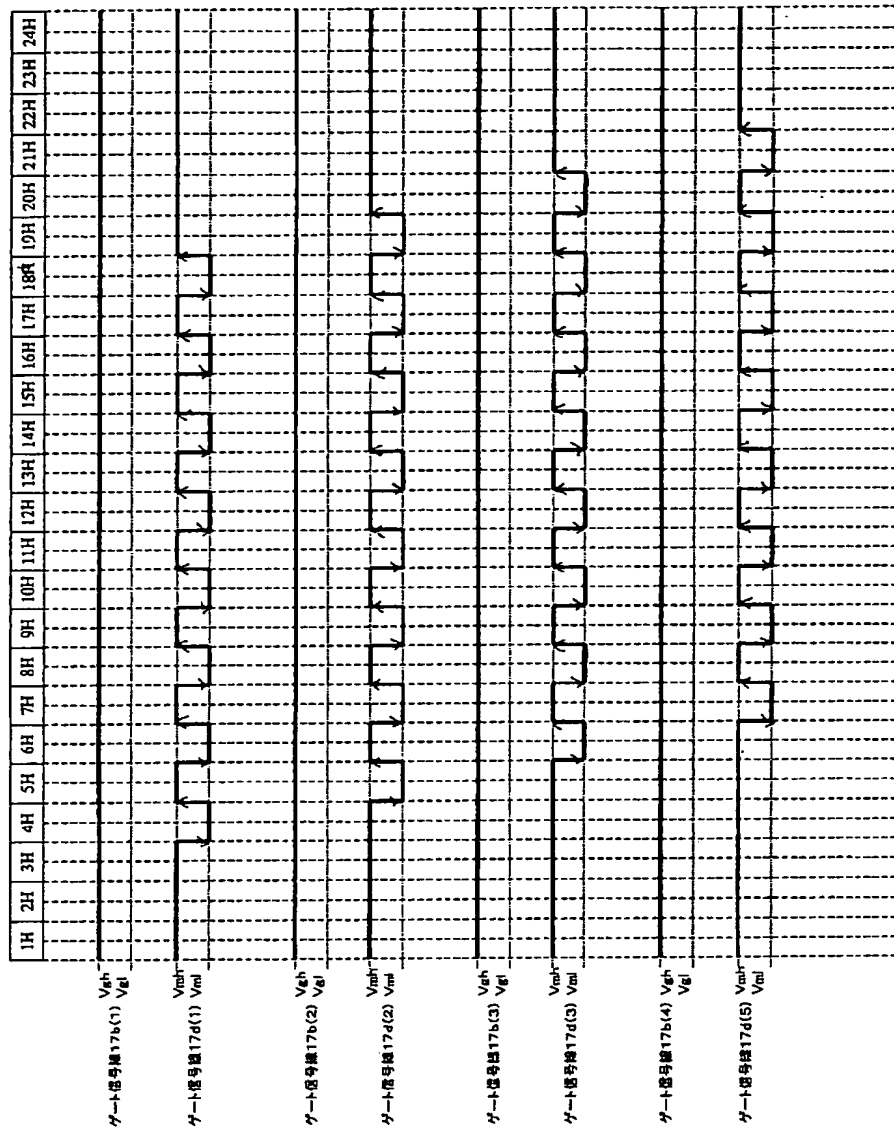 1H 2H 3H 4H 5H 6H 7H 8H 9H 10H 11H 12H 13H 14H 15H 16H 17H 18H 19H 20H 21H 22H 23H 24H
ゲート信号線17b(1) Vgh
Vgl
ゲート信号線17d(1) Vmh
Vml
ゲート信号線17b(2) Vgh
Vgl
ゲート信号線17d(2) Vmh
Vml
ゲート信号線17b(3) Vgh
Vgl
ゲート信号線17d(3) Vmh
Vml
ゲート信号線17b(4) Vgh
Vgl
ゲート信号線17d(5) Vmh
Vml